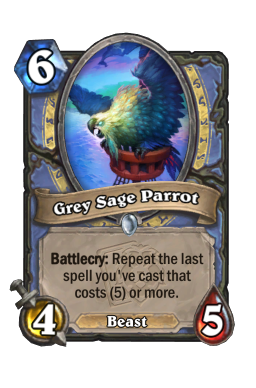 6
Grey Sage Parrot
Battlecry: Repeat the last
spell you've cast that
costs (5) or more.
4
Beast
5